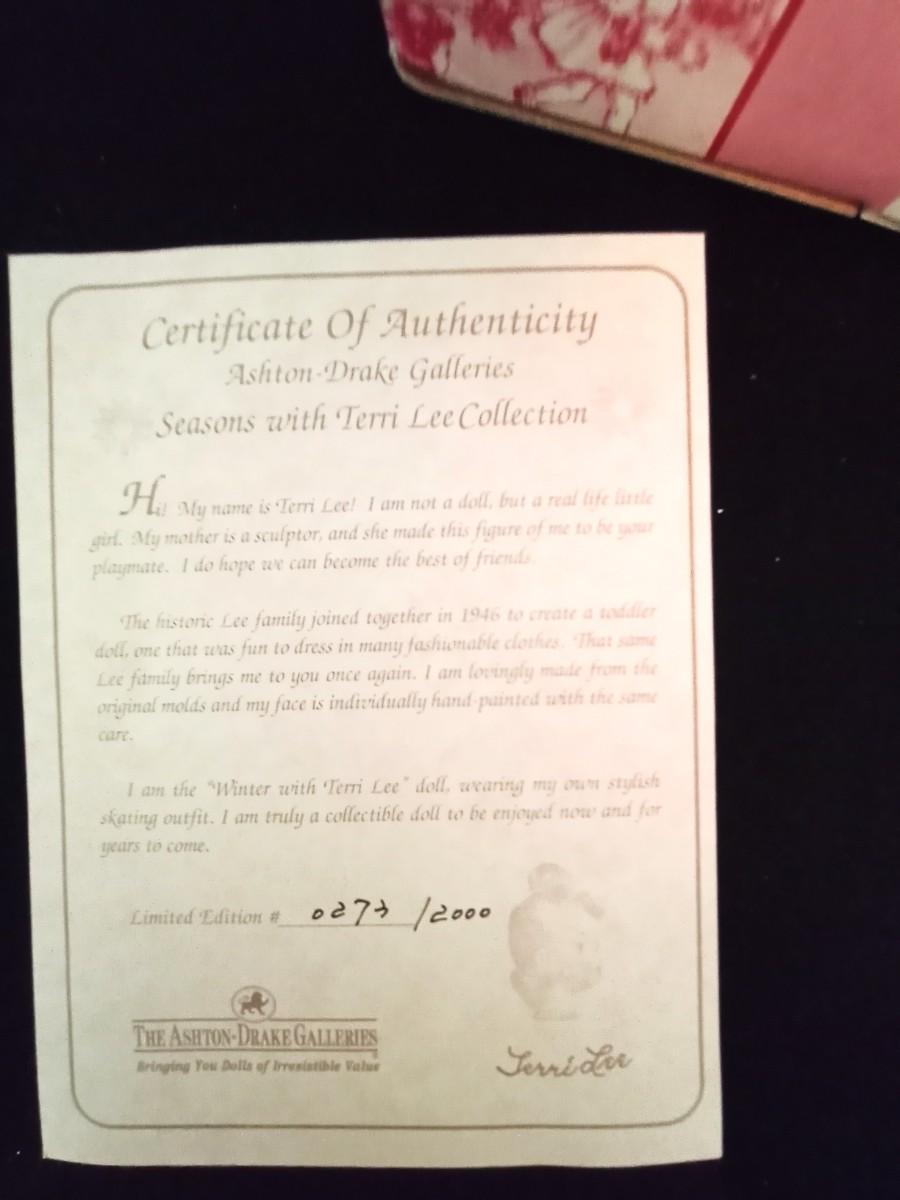 Certificate Of Authenticity
Ashton-Drake Galleries
Seasons with Terri Lee Collection
Hi! My name is Terri Lee! I am not a doll, but a real life little
girl. My mother is a sculptor, and she made this figure of me to be your
playmate. I do hope we can become the best of friends.
The historic Lee family joined together in 1946 to create a toddler
doll, one that was fun to dress in many fashionable clothes. That same
Lee family brings me to you once again. I am lovingly made from the
original molds and my face is individually hand-painted with the same
care.
I am the "Winter with Terri Lee" doll, wearing my own stylish
skating outfit. I am truly a collectible doll to be enjoyed now and for
years to come.
Limited Edition # 0273 /2000
THE ASHTON-DRAKE GALLERIES
Bringing You Dolls of Irresistible Value
Terri Lee